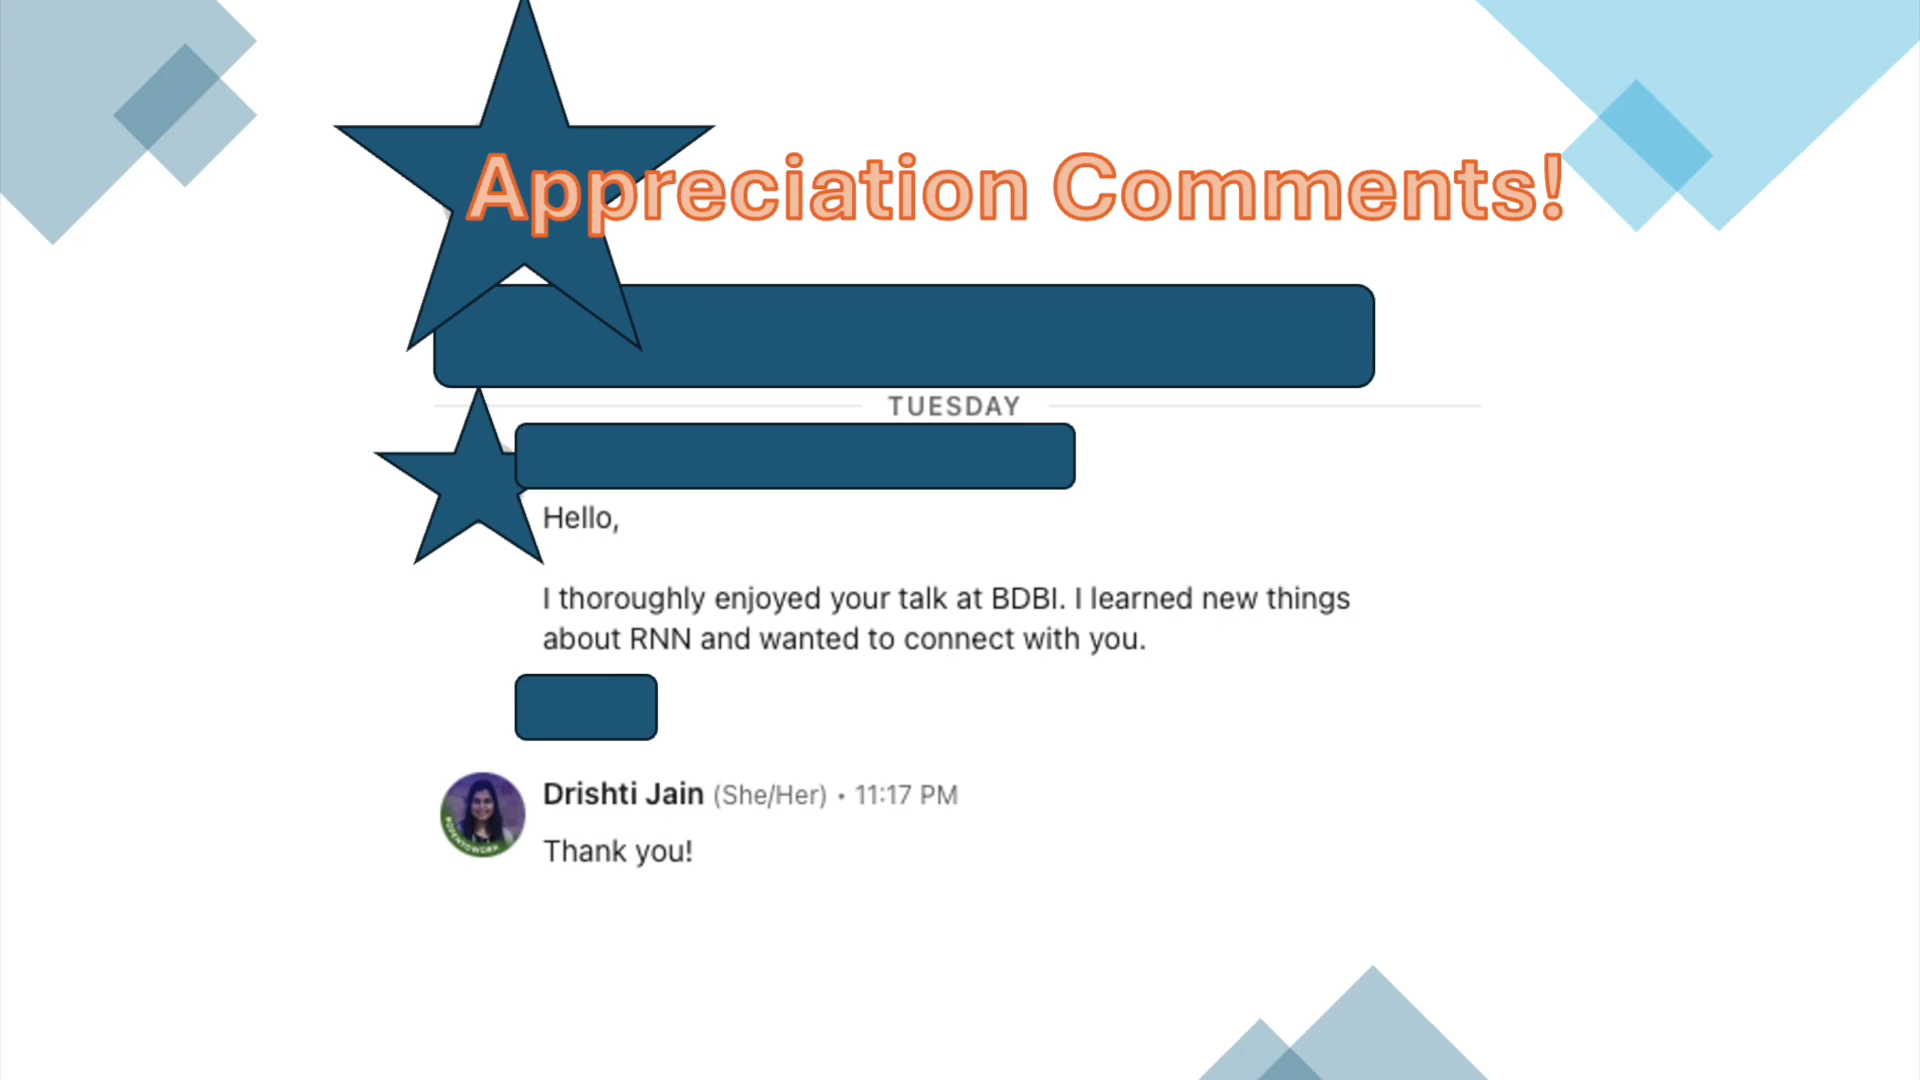 Appreciation Comments!
TUESDAY
Hello,
I thoroughly enjoyed your talk at BDBI. I learned new things
about RNN and wanted to connect with you.
Drishti Jain (She/Her) • 11:17 PM
#OPENTOWORK
Thank you!